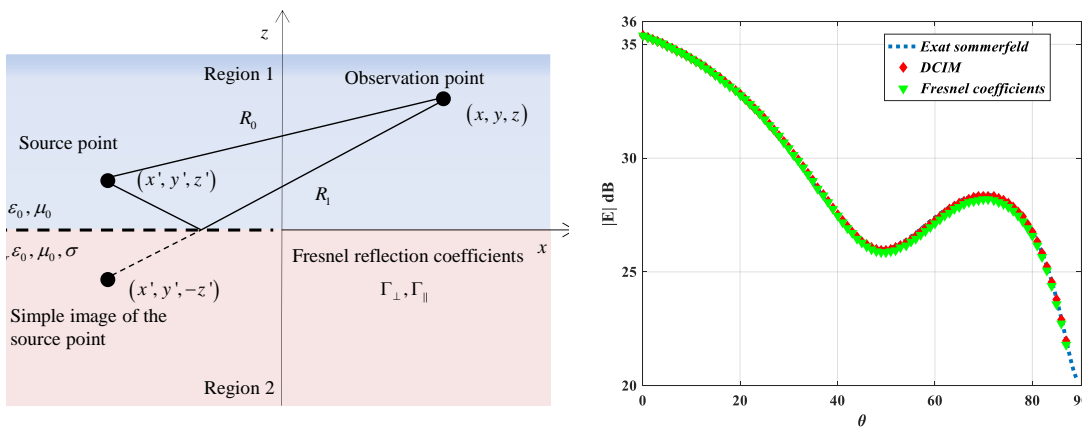 z
Region 1
Observation point
(x, y, z)
R₀
Source point
(x', y', z')
R₁
ε₀, μ₀
x
ε₀, μ₀, σ
Fresnel reflection coefficients
Γ⊥, Γ∥
(x', y', −z')
Simple image of the
source point
Region 2
36
35
30
25
20
|E| dB
0
20
40
60
80
90
θ
Exat sommerfeld
DCIM
Fresnel coefficients